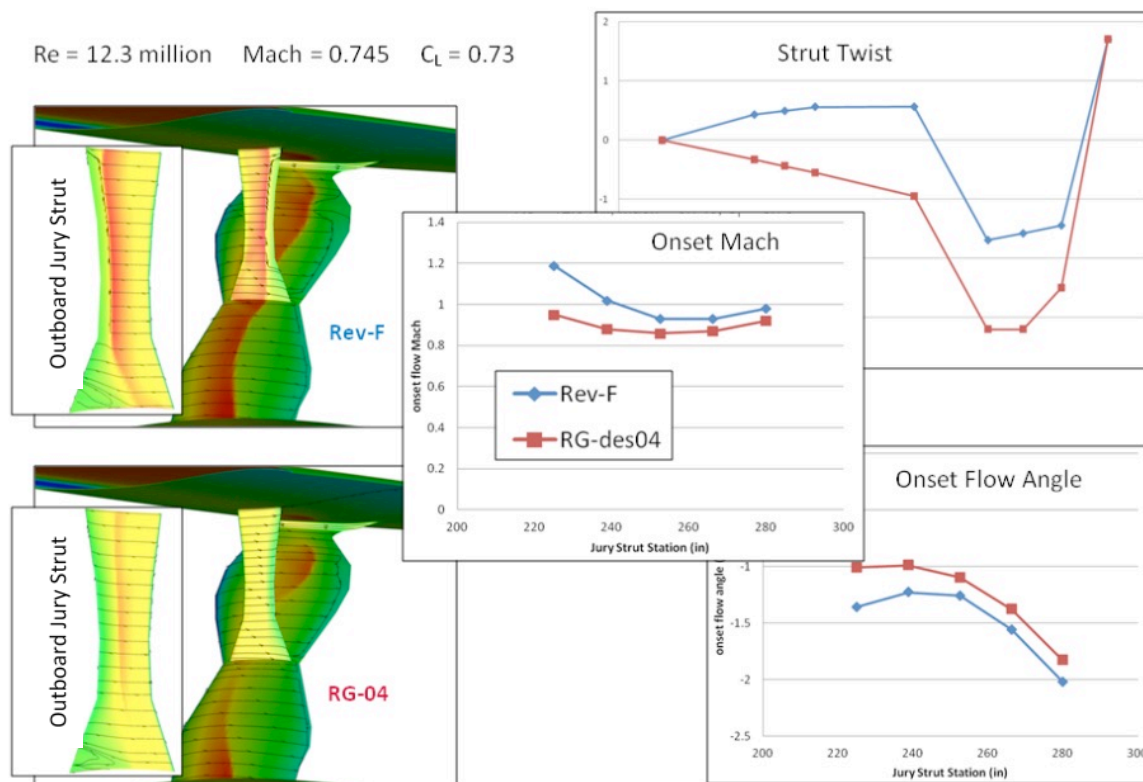 Re = 12.3 million Mach = 0.745 C_L = 0.73
Outboard Jury Strut
Rev-F
Outboard Jury Strut
RG-04
Strut Twist
2
1
0
-1
Onset Mach
onset flow Mach
1.4
1.2
1
0.8
0.6
0.4
0.2
0
Rev-F
RG-des04
200 220 240 260 280 300
Jury Strut Station (in)
Onset Flow Angle
onset flow angle (
-1
-1.5
-2
-2.5
200 220 240 260 280 300
Jury Strut Station (in)